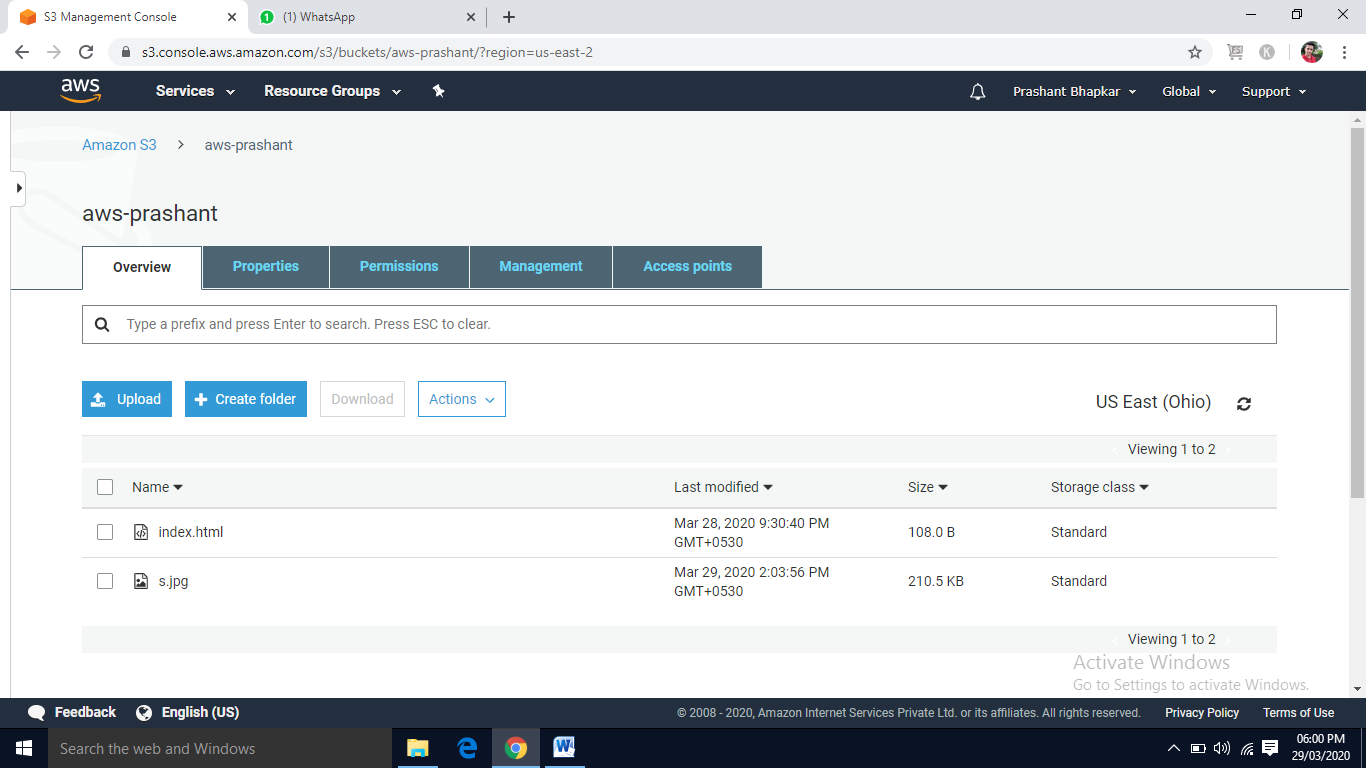 S3 Management Console
(1) WhatsApp
s3.console.aws.amazon.com/s3/buckets/aws-prashant/?region=us-east-2
K
aws Services Resource Groups Prashant Bhapkar Global Support
Amazon S3 > aws-prashant
aws-prashant
Overview Properties Permissions Management Access points
Type a prefix and press Enter to search. Press ESC to clear.
Upload Create folder Download Actions US East (Ohio)
Viewing 1 to 2
Name Last modified Size Storage class
index.html Mar 28, 2020 9:30:40 PM GMT+0530 108.0 B Standard
s.jpg Mar 29, 2020 2:03:56 PM GMT+0530 210.5 KB Standard
Viewing 1 to 2
Activate Windows
Go to Settings to activate Windows.
Feedback English (US) © 2008 - 2020, Amazon Internet Services Private Ltd. or its affiliates. All rights reserved. Privacy Policy Terms of Use
Search the web and Windows
06:00 PM
29/03/2020